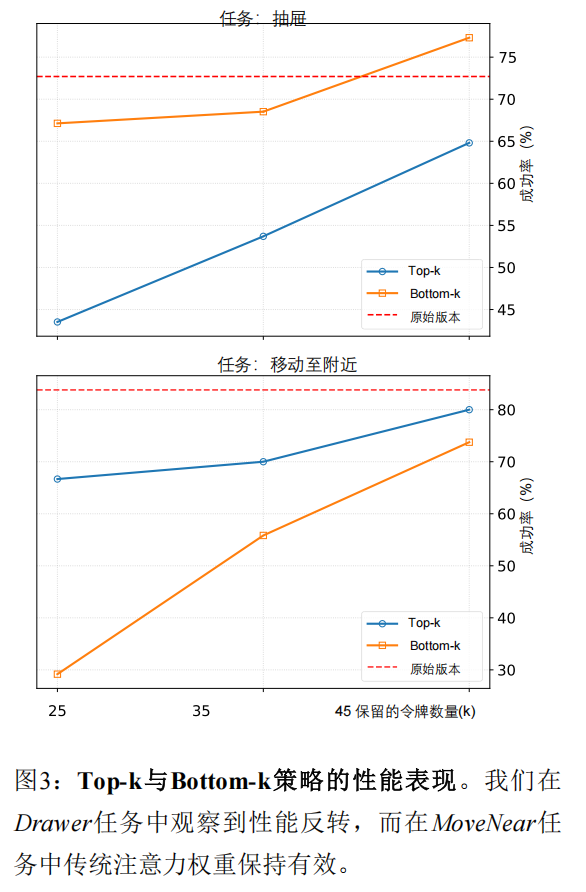 任务：抽屉
75
70
65
60
55
50
45
成功率（%）
Top-k
Bottom-k
原始版本
任务：移动至附近
80
70
60
50
40
30
成功率（%）
Top-k
Bottom-k
原始版本
25 35 45 保留的令牌数量(k)
图3：Top-k与Bottom-k策略的性能表现。我们在
Drawer任务中观察到性能反转，而在MoveNear任
务中传统注意力权重保持有效。